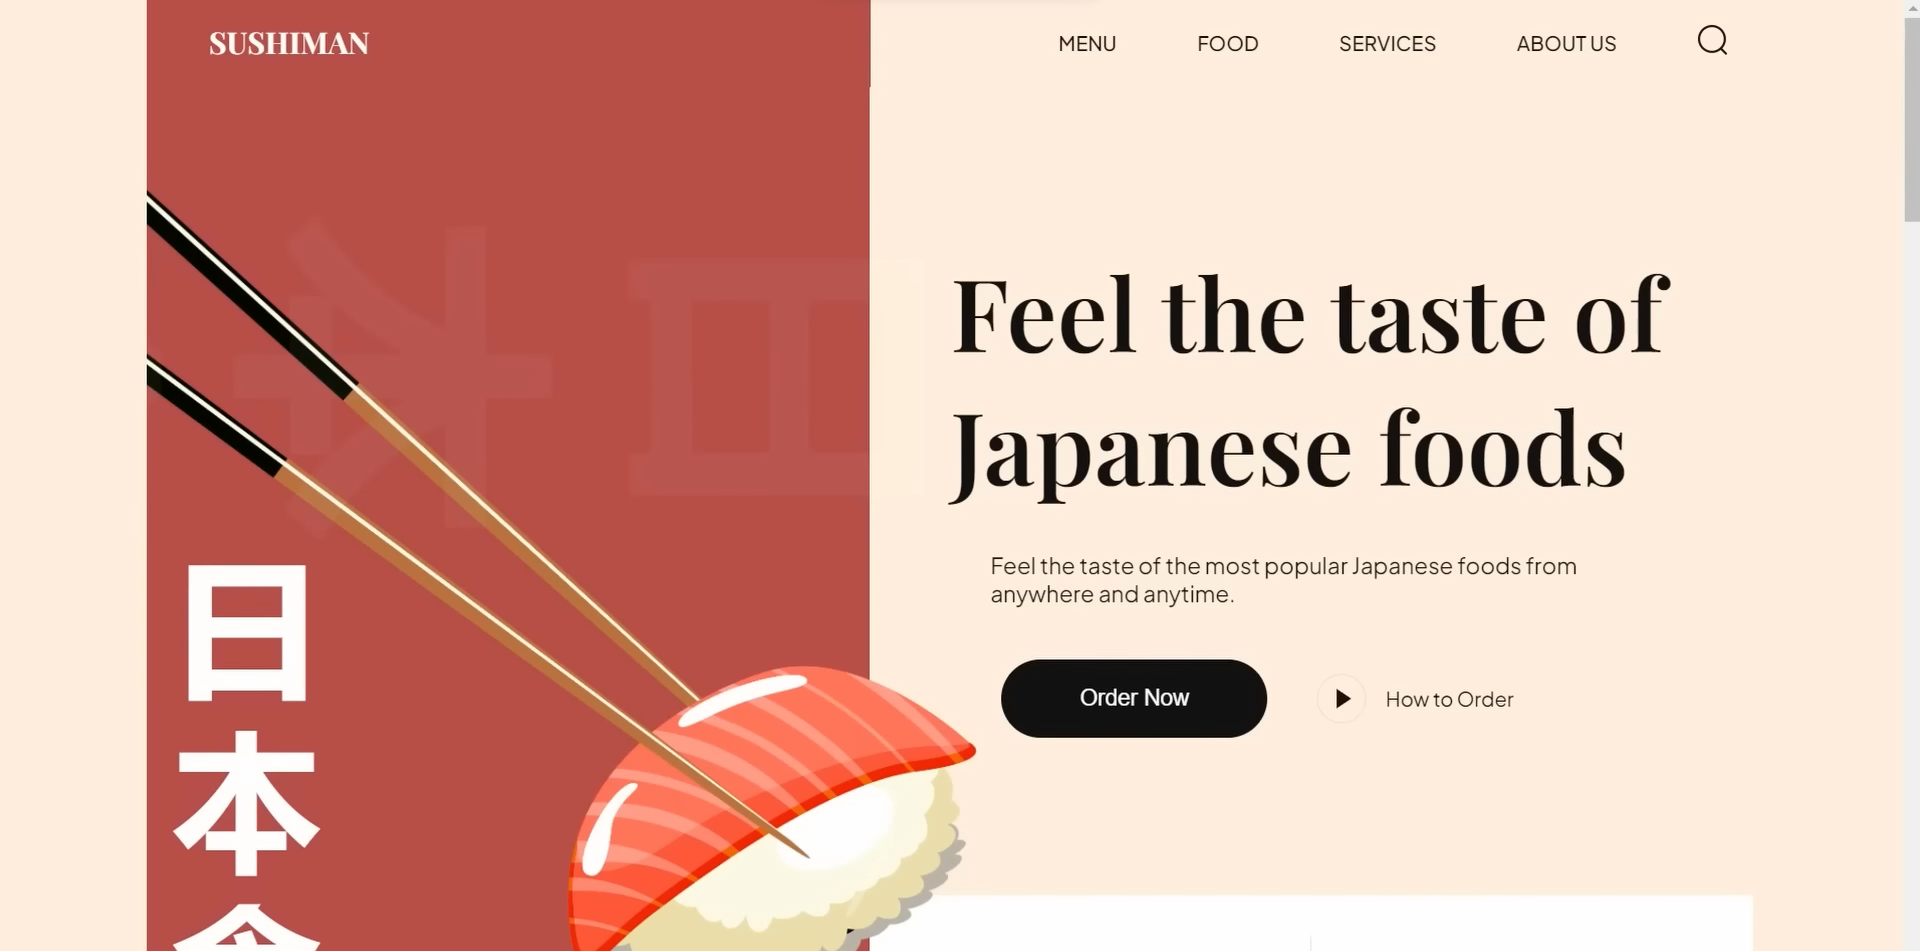 SUSHIMAN
MENU
FOOD
SERVICES
ABOUT US
Feel the taste of
Japanese foods
Feel the taste of the most popular Japanese foods from
anywhere and anytime.
Order Now
How to Order
日
本